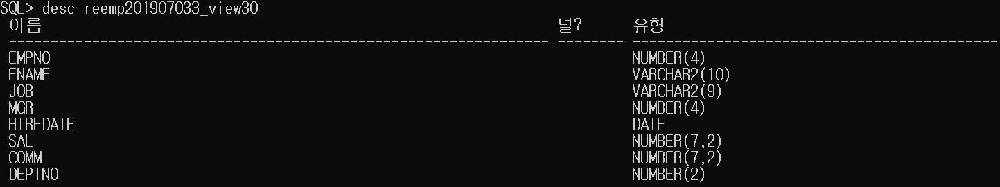 SQL> desc reemp201907033_view30
이름 널? 유형
----------------------------------------------------------------- -------- --------------------------------------------
EMPNO NUMBER(4)
ENAME VARCHAR2(10)
JOB VARCHAR2(9)
MGR NUMBER(4)
HIREDATE DATE
SAL NUMBER(7,2)
COMM NUMBER(7,2)
DEPTNO NUMBER(2)